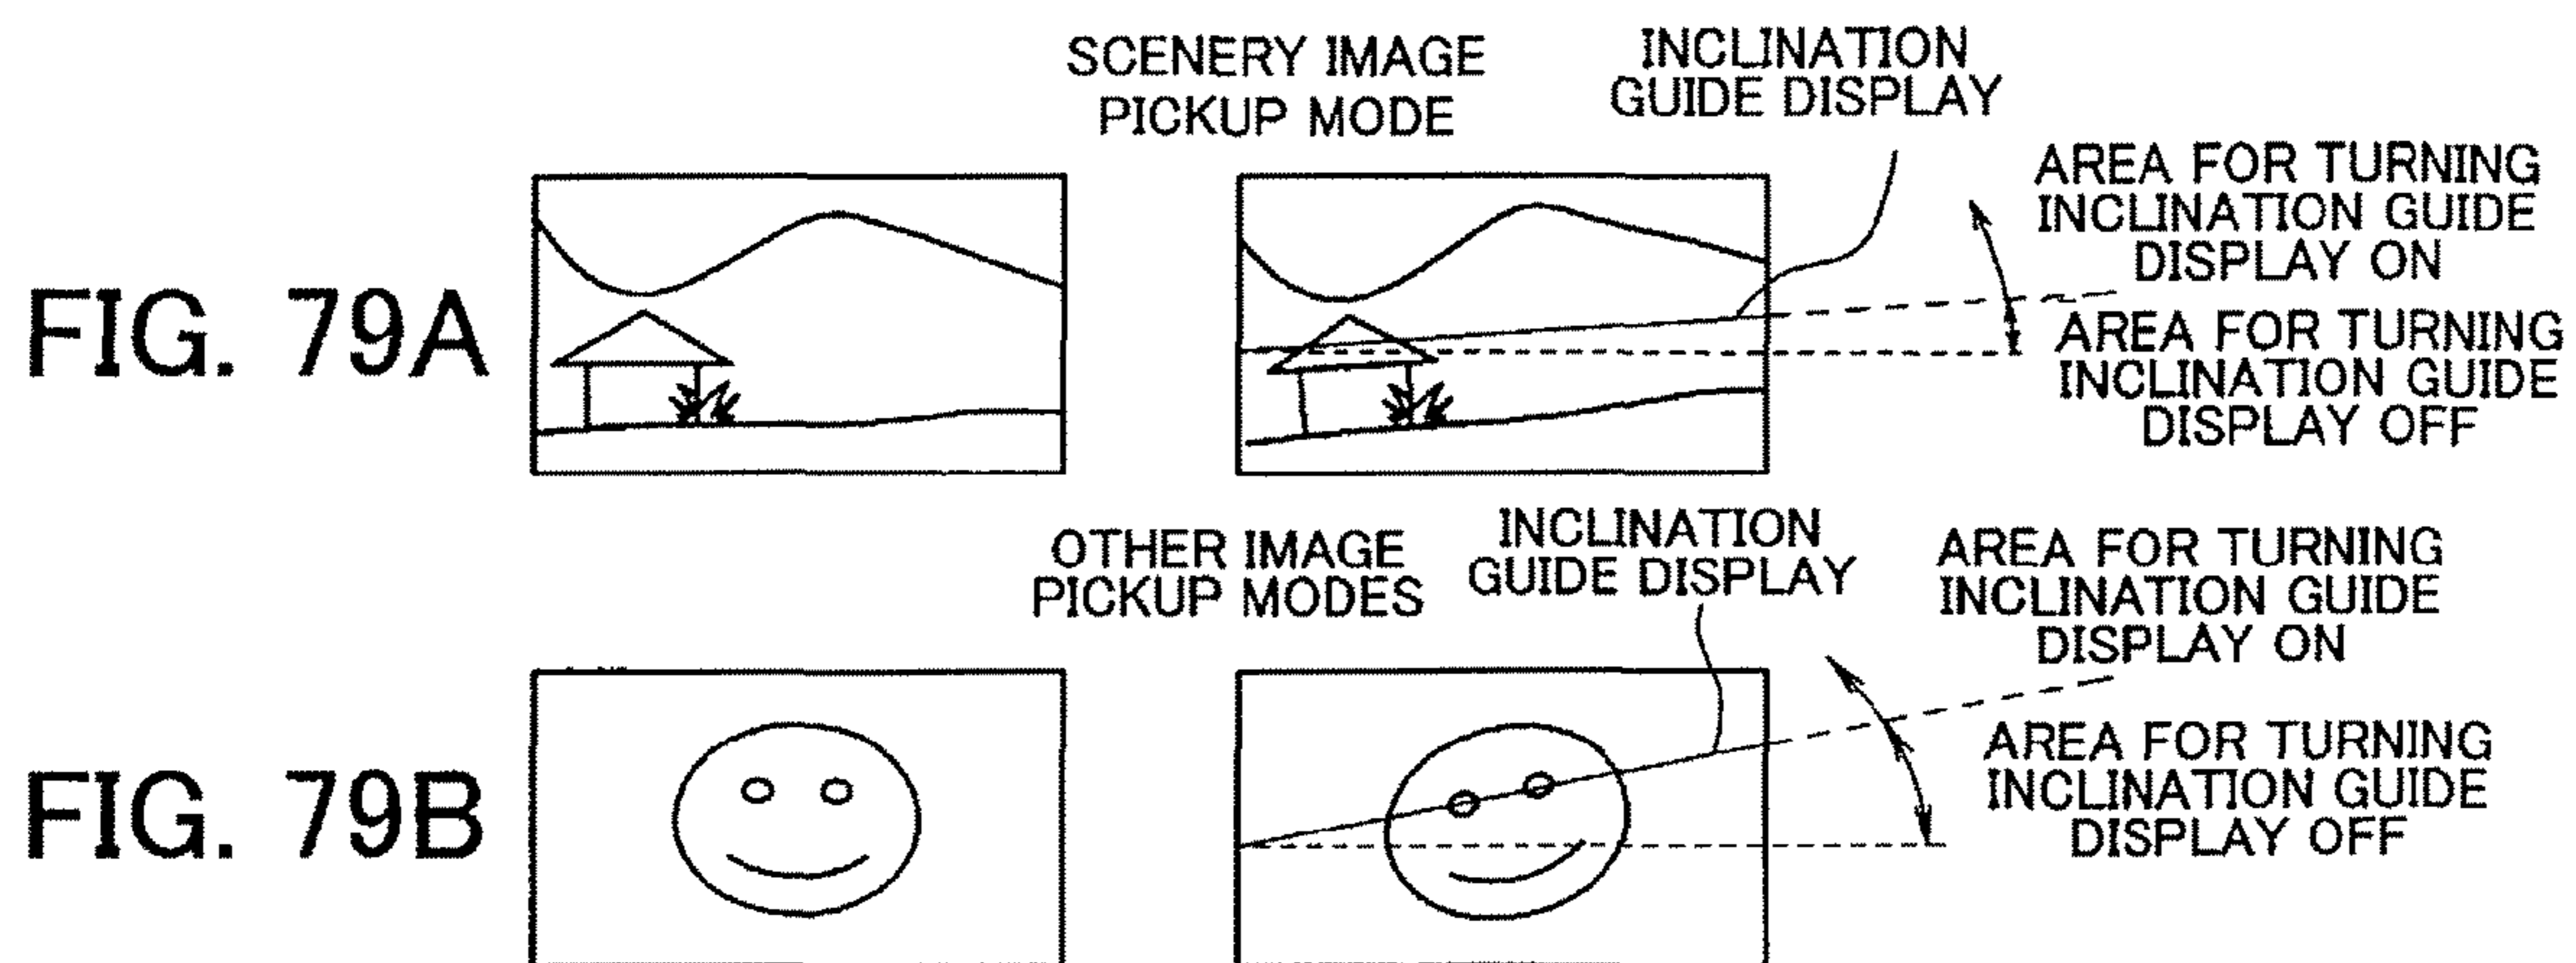 FIG. 79A
SCENERY IMAGE
PICKUP MODE
INCLINATION
GUIDE DISPLAY
AREA FOR TURNING
INCLINATION GUIDE
DISPLAY ON
AREA FOR TURNING
INCLINATION GUIDE
DISPLAY OFF
FIG. 79B
OTHER IMAGE
PICKUP MODES
INCLINATION
GUIDE DISPLAY
AREA FOR TURNING
INCLINATION GUIDE
DISPLAY ON
AREA FOR TURNING
INCLINATION GUIDE
DISPLAY OFF